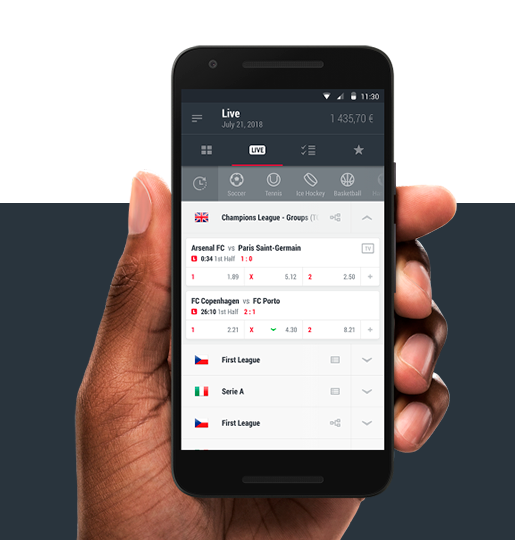 11:30
Live
July 21, 2018
1 435,70 €
LIVE
Soccer
Tennis
Ice Hockey
Basketball
Champions League - Groups
Arsenal FC vs Paris Saint-Germain
TV
L 0:34 1st Half 1 : 0
1 1.89 X 5.12 2 2.50 +
FC Copenhagen vs FC Porto
L 26:10 1st Half 2 : 1
1 2.21 X 4.30 2 8.21 +
First League
Serie A
First League